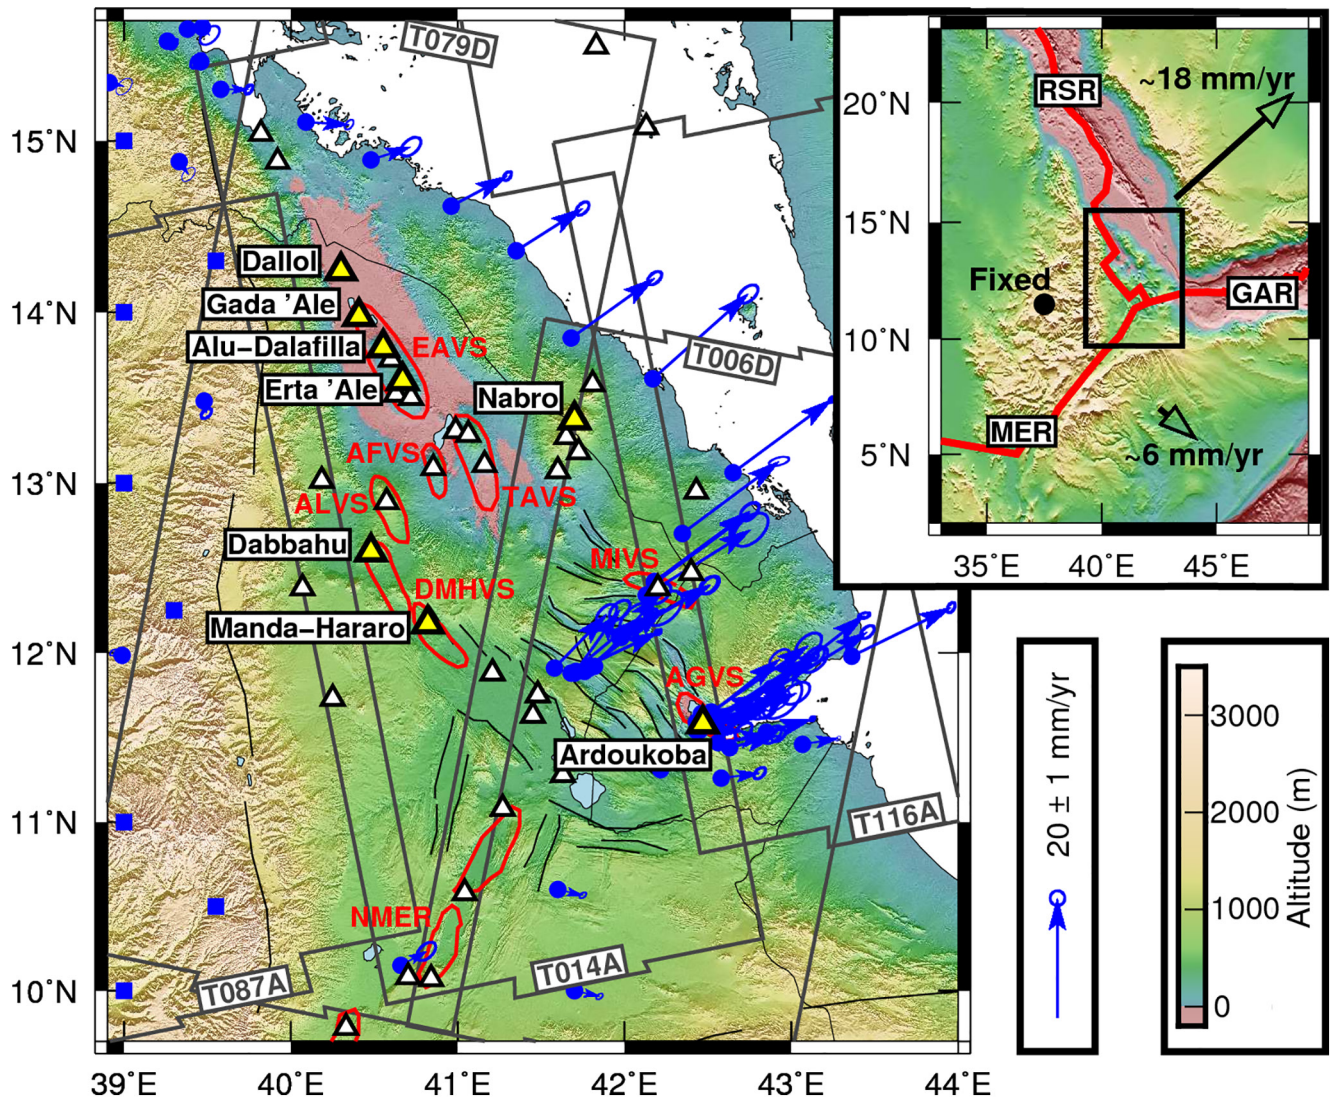 T079D
15°N
14°N
13°N
12°N
11°N
10°N
39°E
40°E
41°E
42°E
43°E
44°E
Dallol
Gada ’Ale
Alu–Dalafilla
EAVS
Erta ’Ale
T006D
Nabro
AFVS
ALVS
TAVS
Dabbahu
MIVS
DMHVS
Manda–Hararo
AGVS
Ardoukoba
T116A
NMER
T087A
T014A
20°N
15°N
10°N
5°N
35°E
40°E
45°E
RSR
~18 mm/yr
Fixed
GAR
MER
~6 mm/yr
20 ± 1 mm/yr
3000
2000
1000
0
Altitude (m)